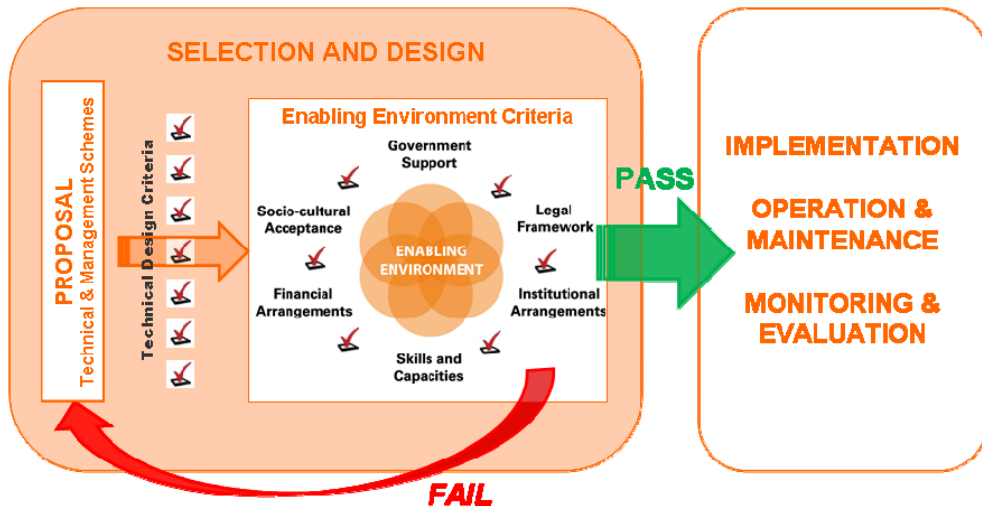 SELECTION AND DESIGN
PROPOSAL
Technical & Management Schemes
Technical Design Criteria
Enabling Environment Criteria
Government
Support
Socio-cultural
Acceptance
Legal
Framework
ENABLING
ENVIRONMENT
Financial
Arrangements
Institutional
Arrangements
Skills and
Capacities
PASS
FAIL
IMPLEMENTATION
OPERATION &
MAINTENANCE
MONITORING &
EVALUATION